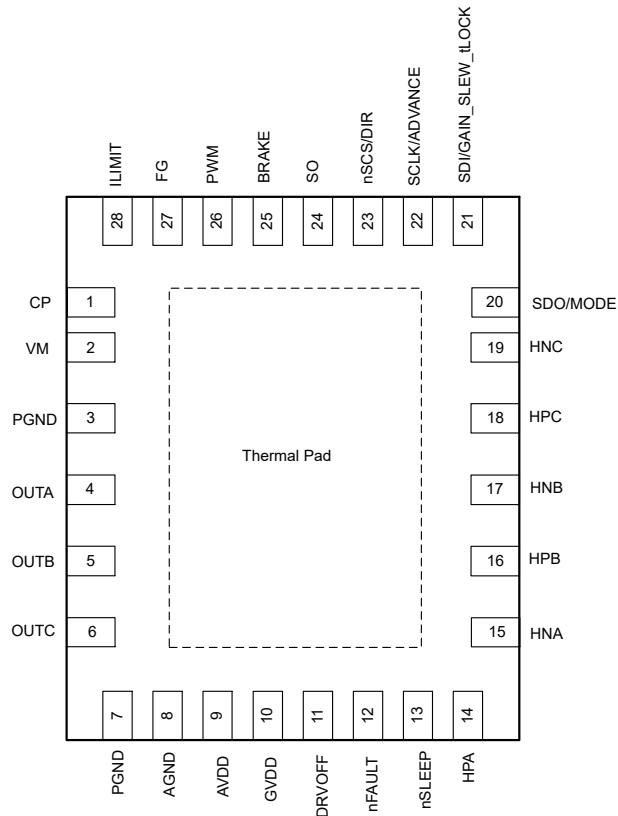 ILIMIT
FG
PWM
BRAKE
SO
nSCS/DIR
SCLK/ADVANCE
SDI/GAIN_SLEW_tLOCK
28
27
26
25
24
23
22
21
CP
1
20
SDO/MODE
VM
2
19
HNC
PGND
3
18
HPC
Thermal Pad
OUTA
4
17
HNB
OUTB
5
16
HPB
OUTC
6
15
HNA
7
8
9
10
11
12
13
14
PGND
AGND
AVDD
GVDD
DRVOFF
nFAULT
nSLEEP
HPA